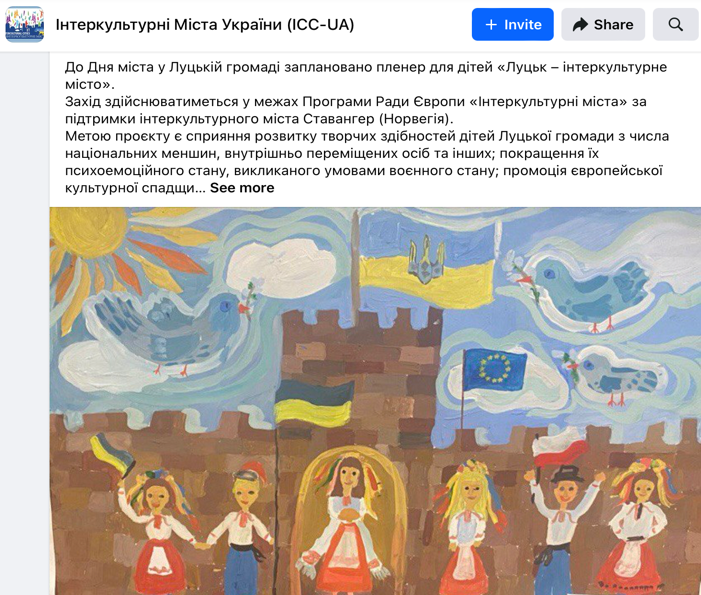 Інтеркультурні Міста України (ICC-UA)
+ Invite
Share
До Дня міста у Луцькій громаді заплановано пленер для дітей «Луцьк – інтеркультурне
місто».
Захід здійснюватиметься у межах Програми Ради Європи «Інтеркультурні міста» за
підтримки інтеркультурного міста Ставангер (Норвегія).
Метою проєкту є сприяння розвитку творчих здібностей дітей Луцької громади з числа
національних меншин, внутрішньо переміщених осіб та інших; покращення їх
психоемоційного стану, викликаного умовами воєнного стану; промоція європейської
культурної спадщи... See more